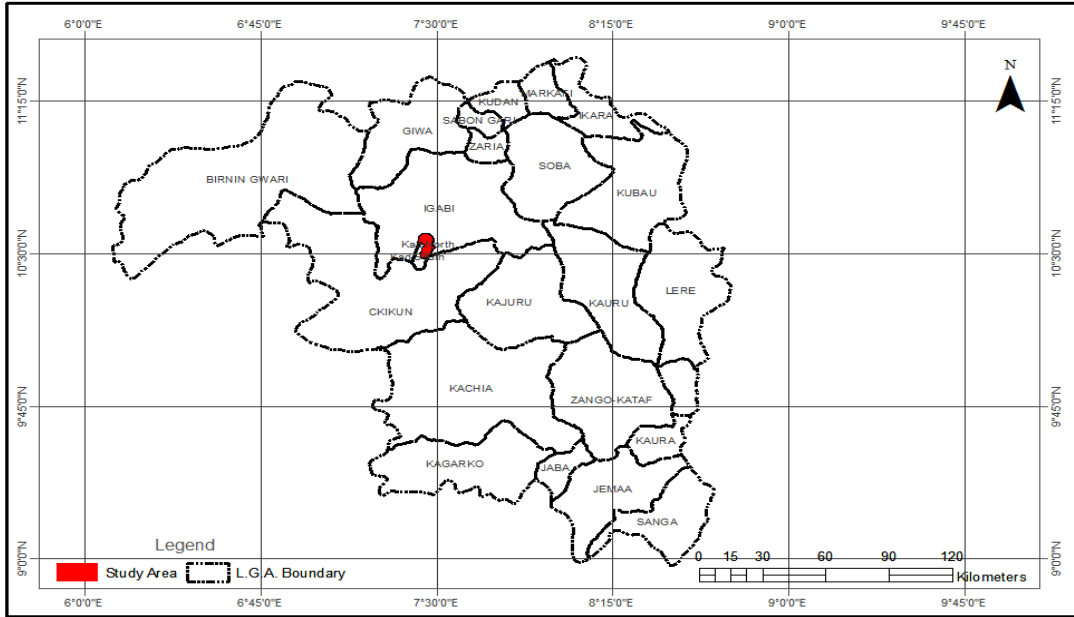 6°0'0"E 6°45'0"E 7°30'0"E 8°15'0"E 9°0'0"E 9°45'0"E
N
11°15'0"N 11°15'0"N
MARKAFI
KUDAN
IKARA
SABON GARI
GIWA
ZARIA
SOBA
BIRNIN GWARI
KUBAU
IGABI
10°30'0"N 10°30'0"N
LERE
KAJURU
KAURU
CKIKUN
KACHIA
ZANGO-KATAF
9°45'0"N 9°45'0"N
KAURA
KAGARKO
JABA
JEMAA
SANGA
Legend
Study Area
L.G.A. Boundary
0 15 30 60 90 120
Kilometers
9°0'0"N 9°0'0"N
6°0'0"E 6°45'0"E 7°30'0"E 8°15'0"E 9°0'0"E 9°45'0"E